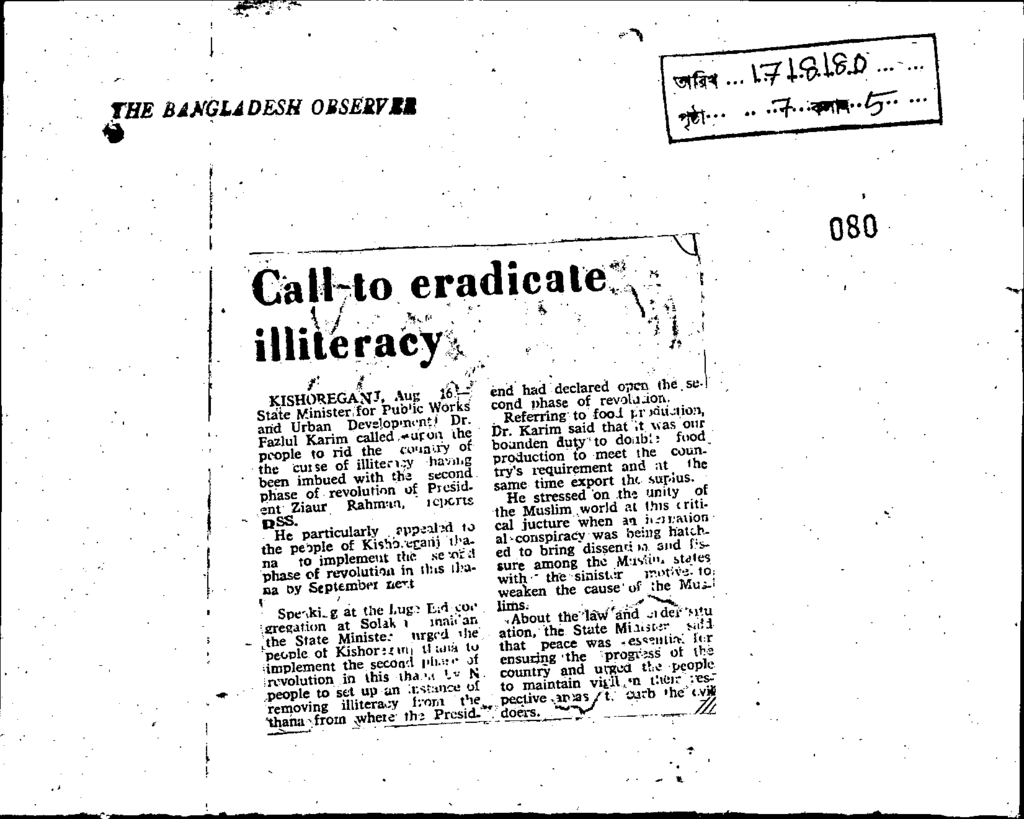 THE BANGLADESH OBSERVER
তারিখ ... 17.8.80 ... ...
পৃষ্ঠা... .. ..7...কলাম..5.. ...
080
Call to eradicate
illiteracy
KISHOREGANJ, Aug 16:—
State Minister for Public Works
and Urban Development Dr.
Fazlul Karim called upon the
people to rid the country of
the curse of illiteracy having
been imbued with the second
phase of revolution of Presid-
ent Ziaur Rahman, reports
BSS.
He particularly appealed to
the people of Kishoreganj tha-
na to implement the second
phase of revolution in this tha-
na by September next
Speaking at the huge Eid con
gregation at Solak
the State Minister urged the
people of Kishoreganj thana to
implement the second phase of
revolution in this thana
people to set up an instance of
removing illiteracy from the
thana from where the Presid-
end had declared open the se-
cond phase of revolution.
Referring to food production,
Dr. Karim said that it was our
bounden duty to double food
production to meet the coun-
try's requirement and at the
same time export the suplus.
He stressed on the unity of
the Muslim world at this criti-
cal jucture when an international
al conspiracy was being hatch-
ed to bring dissention and fis-
sure among the Muslim states
with the sinister motive to
weaken the cause of the Mus-
lims.
About the law and order situ
ation, the State Minister said
that peace was essential for
ensuring the progress of the
country and urged the people
to maintain vigil in their res-
pective areas to curb the evil
doers.